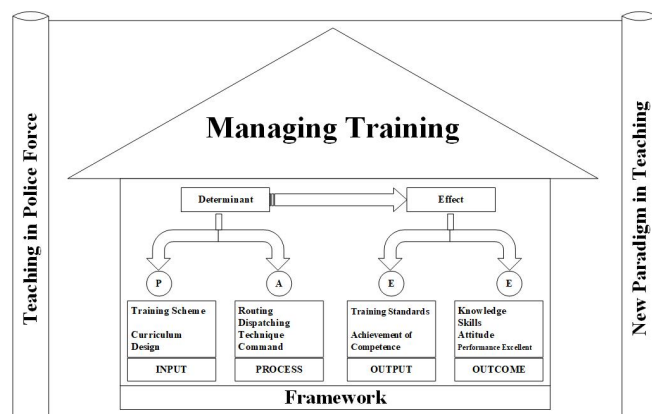 Teaching in Police Force
Managing Training
New Paradigm in Teaching
Determinant
Effect
P
A
E
E
Training Scheme
Curriculum
Design
INPUT
Routing
Dispatching
Technique
Command
PROCESS
Training Standards
Achievement of
Competence
OUTPUT
Knowledge
Skills
Attitude
Performance Excellent
OUTCOME
Framework